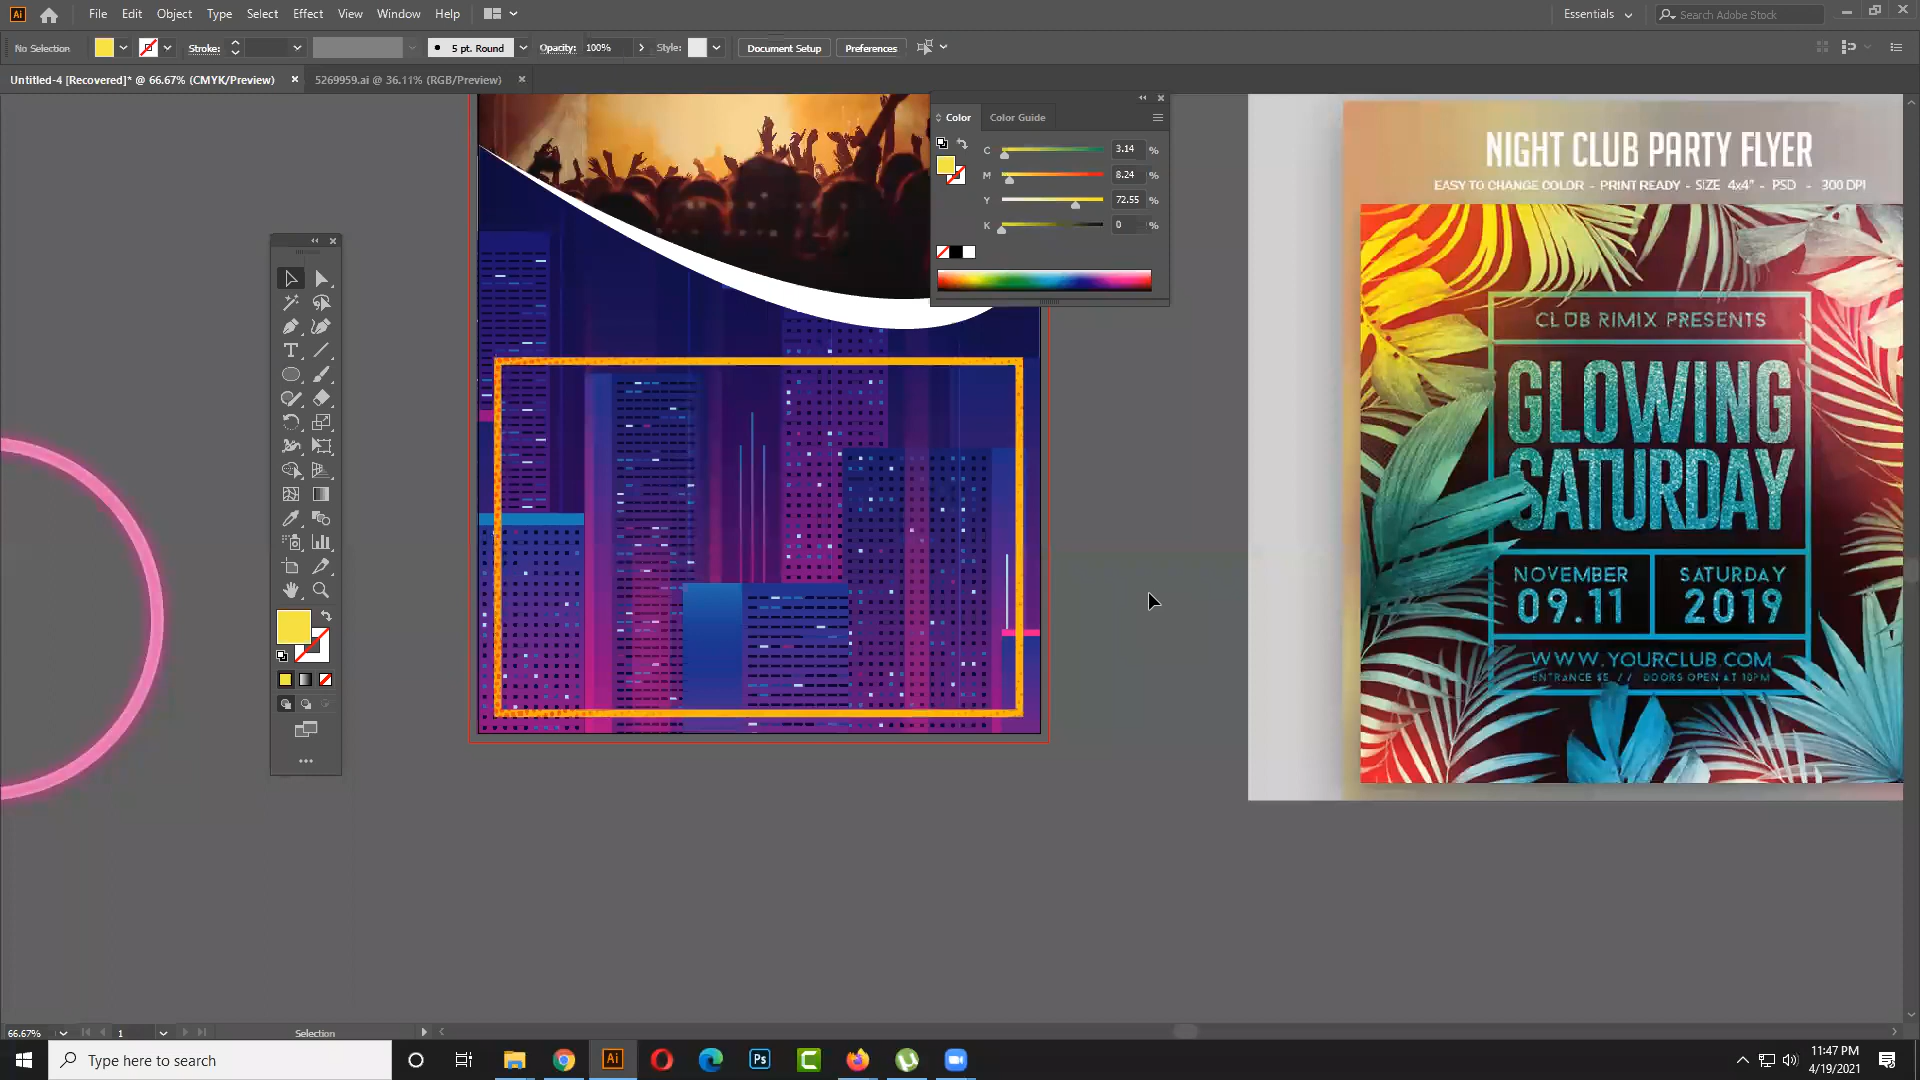 Ai File Edit Object Type Select Effect View Window Help Essentials Search Adobe Stock
No Selection Stroke: 5 pt. Round Opacity: 100% Style: Document Setup Preferences
Untitled-4 [Recovered]* @ 66.67% (CMYK/Preview) × 5269959.ai @ 36.11% (RGB/Preview) ×
Color Color Guide
C 3.14 %
M 8.24 %
Y 72.55 %
K 0 %
NIGHT CLUB PARTY FLYER
EASY TO CHANGE COLOR - PRINT READY - SIZE 4x4" - PSD - 300 DPI
CLUB RIMIX PRESENTS
GLOWING
SATURDAY
NOVEMBER
09.11
SATURDAY
2019
WWW.YOURCLUB.COM
ENTRANCE $5 // DOORS OPEN AT 10PM
66.67% 1 Selection
Type here to search
Ai
Ps
11:47 PM
4/19/2021